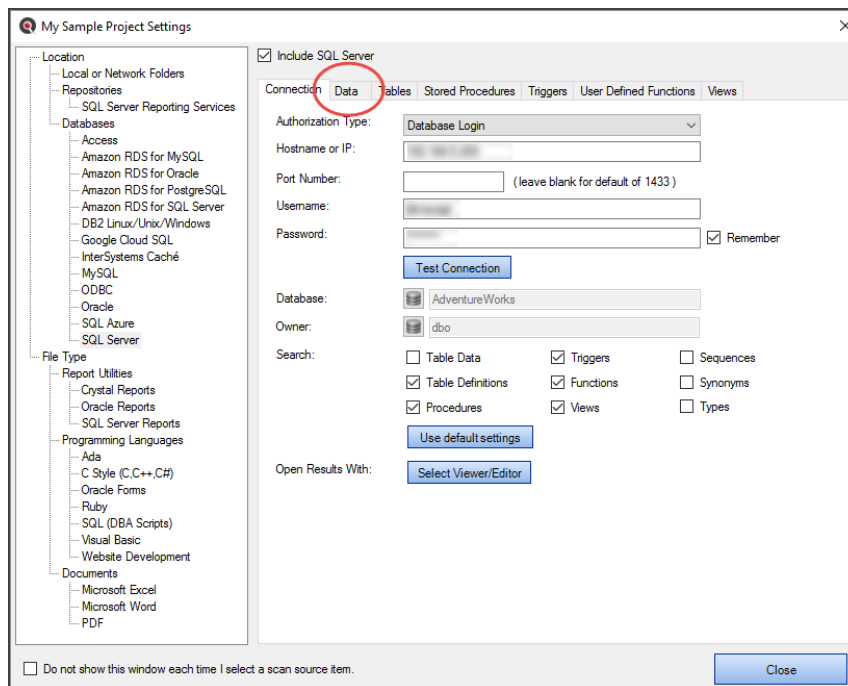 My Sample Project Settings
Location
Local or Network Folders
Repositories
SQL Server Reporting Services
Databases
Access
Amazon RDS for MySQL
Amazon RDS for Oracle
Amazon RDS for PostgreSQL
Amazon RDS for SQL Server
DB2 Linux/Unix/Windows
Google Cloud SQL
InterSystems Caché
MySQL
ODBC
Oracle
SQL Azure
SQL Server
File Type
Report Utilities
Crystal Reports
Oracle Reports
SQL Server Reports
Programming Languages
Ada
C Style (C,C++,C#)
Oracle Forms
Ruby
SQL (DBA Scripts)
Visual Basic
Website Development
Documents
Microsoft Excel
Microsoft Word
PDF
Include SQL Server
Connection Data Tables Stored Procedures Triggers User Defined Functions Views
Authorization Type: Database Login
Hostname or IP:
Port Number: (leave blank for default of 1433 )
Username:
Password: Remember
Test Connection
Database: AdventureWorks
Owner: dbo
Search: Table Data Triggers Sequences
Table Definitions Functions Synonyms
Procedures Views Types
Use default settings
Open Results With: Select Viewer/Editor
Do not show this window each time I select a scan source item.
Close